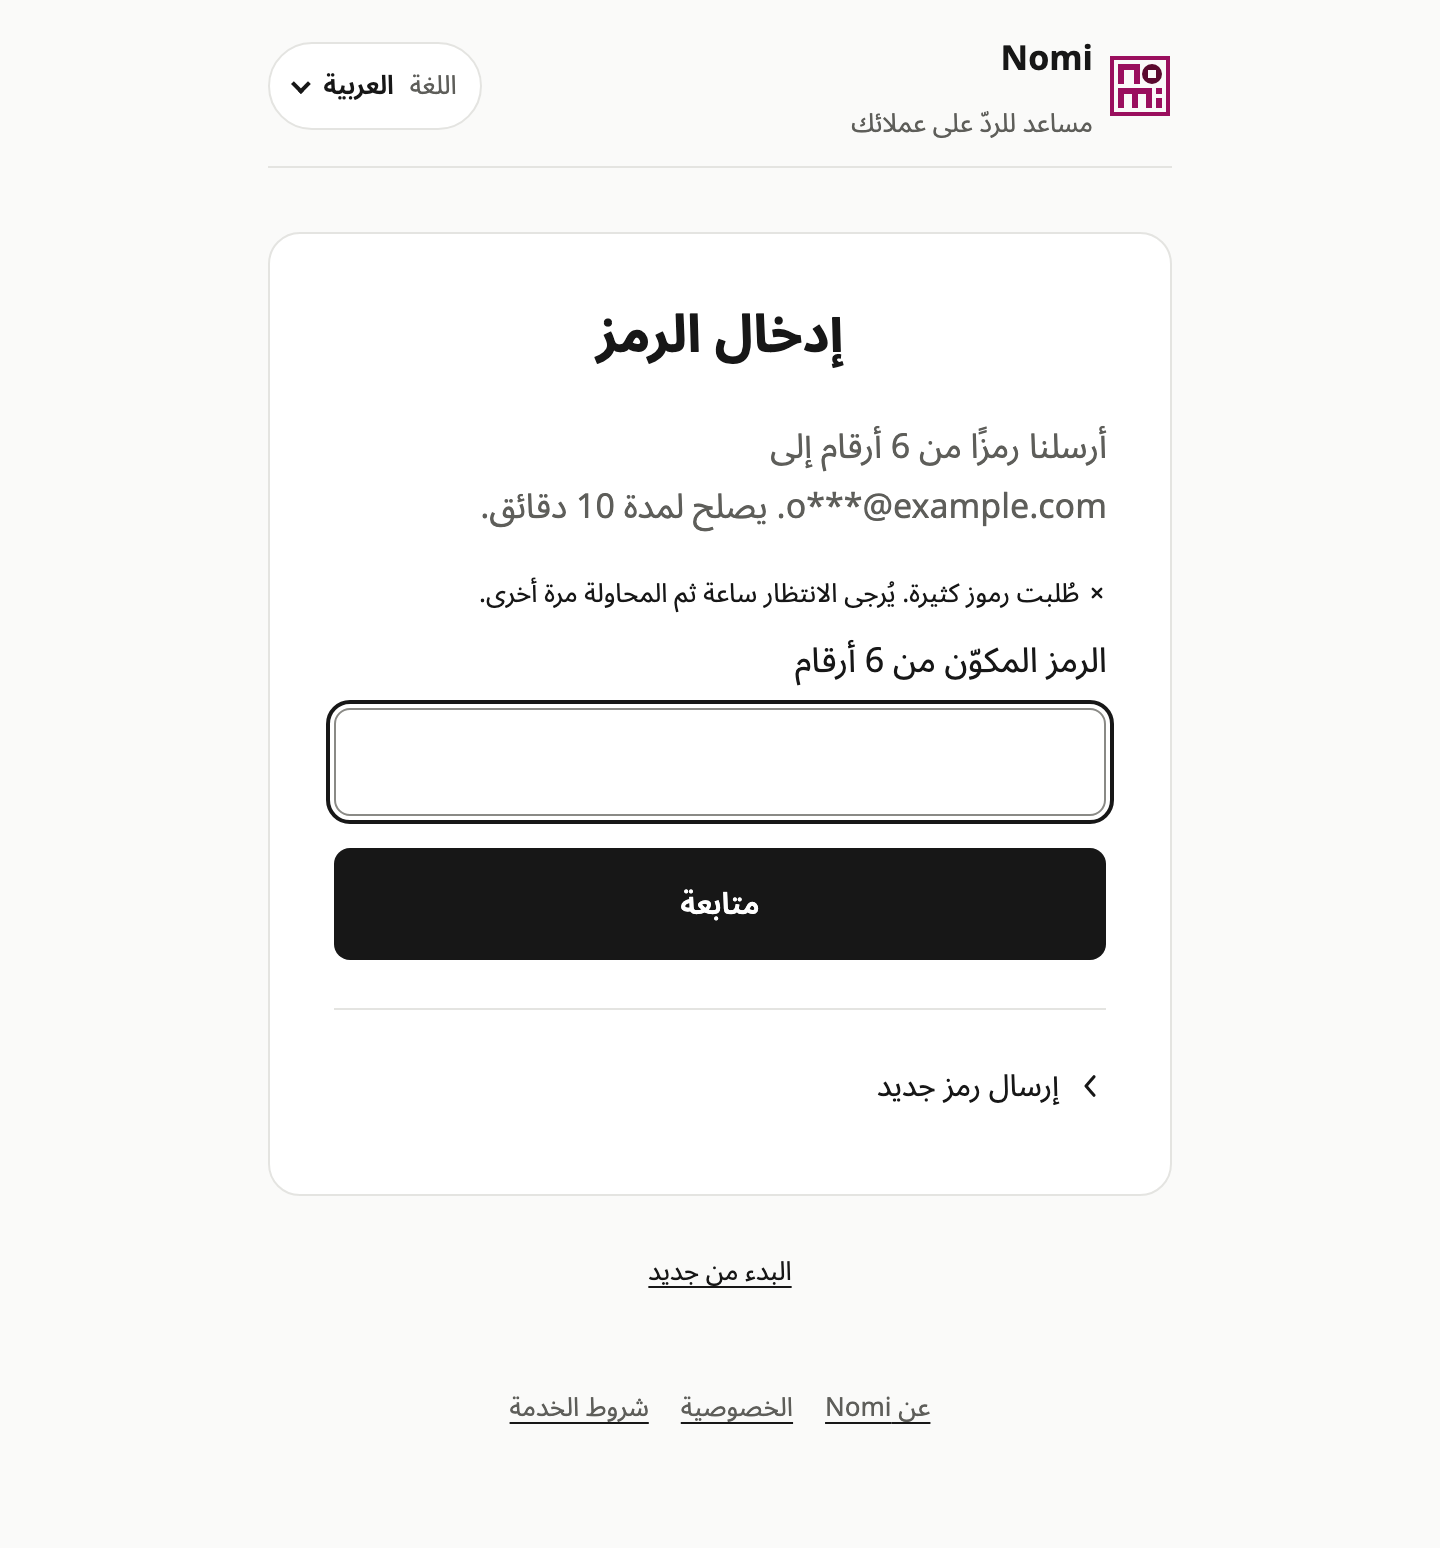 Nomi
مساعد للردّ على عملائك
اللغة العربية
إدخال الرمز
أرسلنا رمزًا من 6 أرقام إلى
o***@example.com. يصلح لمدة 10 دقائق.
× طُلبت رموز كثيرة. يُرجى الانتظار ساعة ثم المحاولة مرة أخرى.
الرمز المكوّن من 6 أرقام
متابعة
إرسال رمز جديد
البدء من جديد
عن Nomi الخصوصية شروط الخدمة